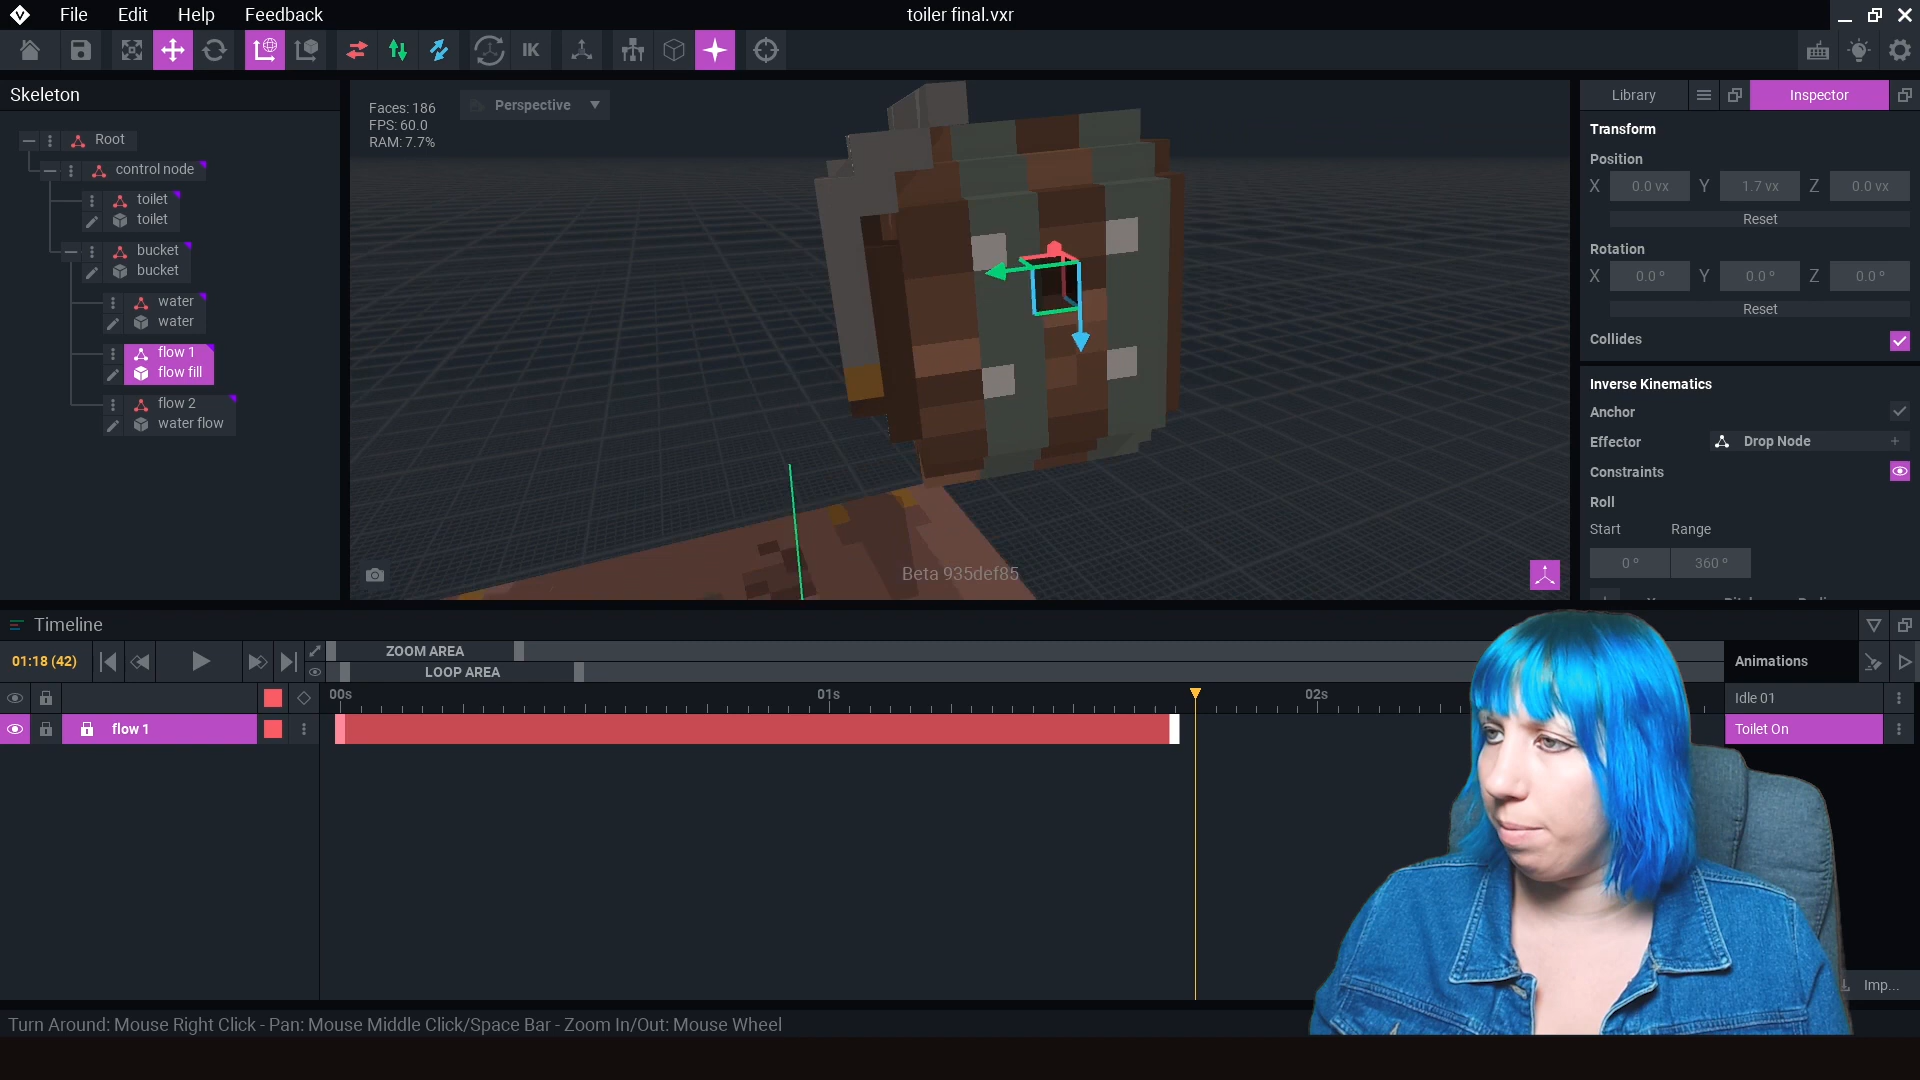 File Edit Help Feedback
toiler final.vxr
IK
Skeleton
Root
control node
toilet
toilet
bucket
bucket
water
water
flow 1
flow fill
flow 2
water flow
Faces: 186
FPS: 60.0
RAM: 7.7%
Perspective
Beta 935def85
Library
Inspector
Transform
Position
X 0.0 vx Y 1.7 vx Z 0.0 vx
Reset
Rotation
X 0.0 º Y 0.0 º Z 0.0 º
Reset
Collides
Inverse Kinematics
Anchor
Effector Drop Node +
Constraints
Roll
Start Range
0 º 360 º
Timeline
01:18 (42)
ZOOM AREA
LOOP AREA
Animations
00s 01s 02s
Idle 01
flow 1
Toilet On
Imp...
Turn Around: Mouse Right Click - Pan: Mouse Middle Click/Space Bar - Zoom In/Out: Mouse Wheel